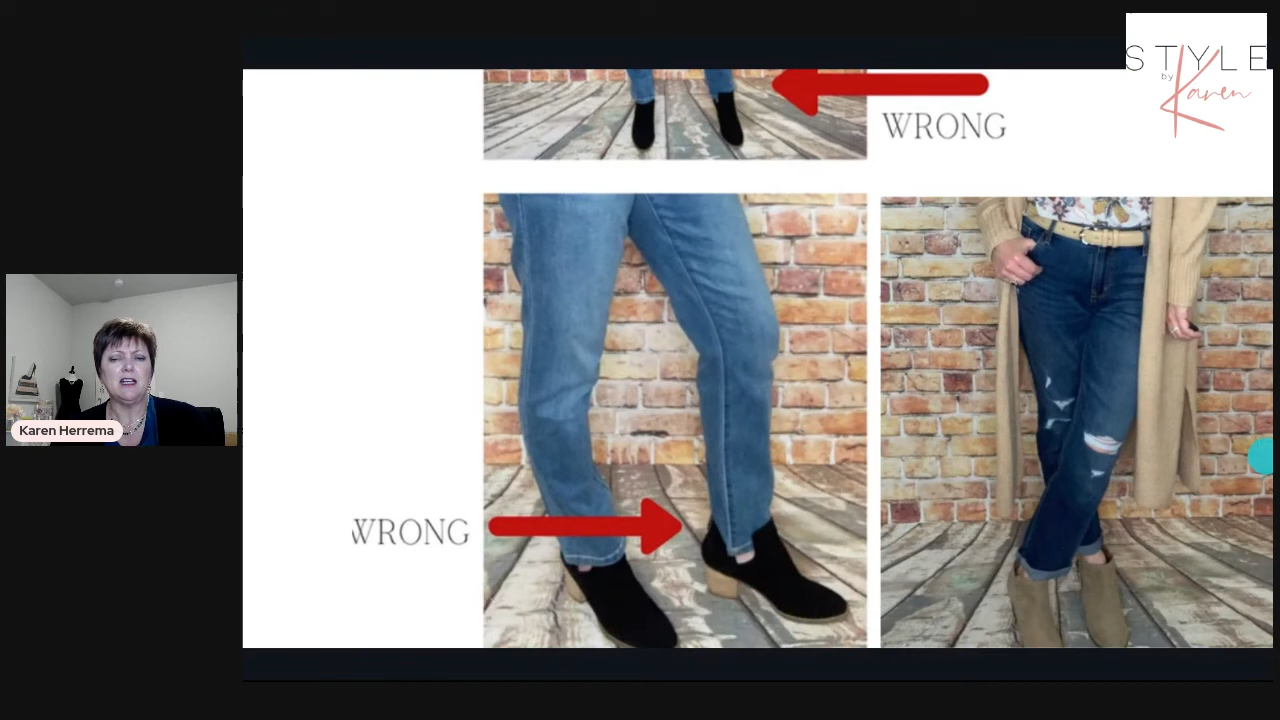 STYLE
by
Karen
WRONG
Karen Herrema
WRONG